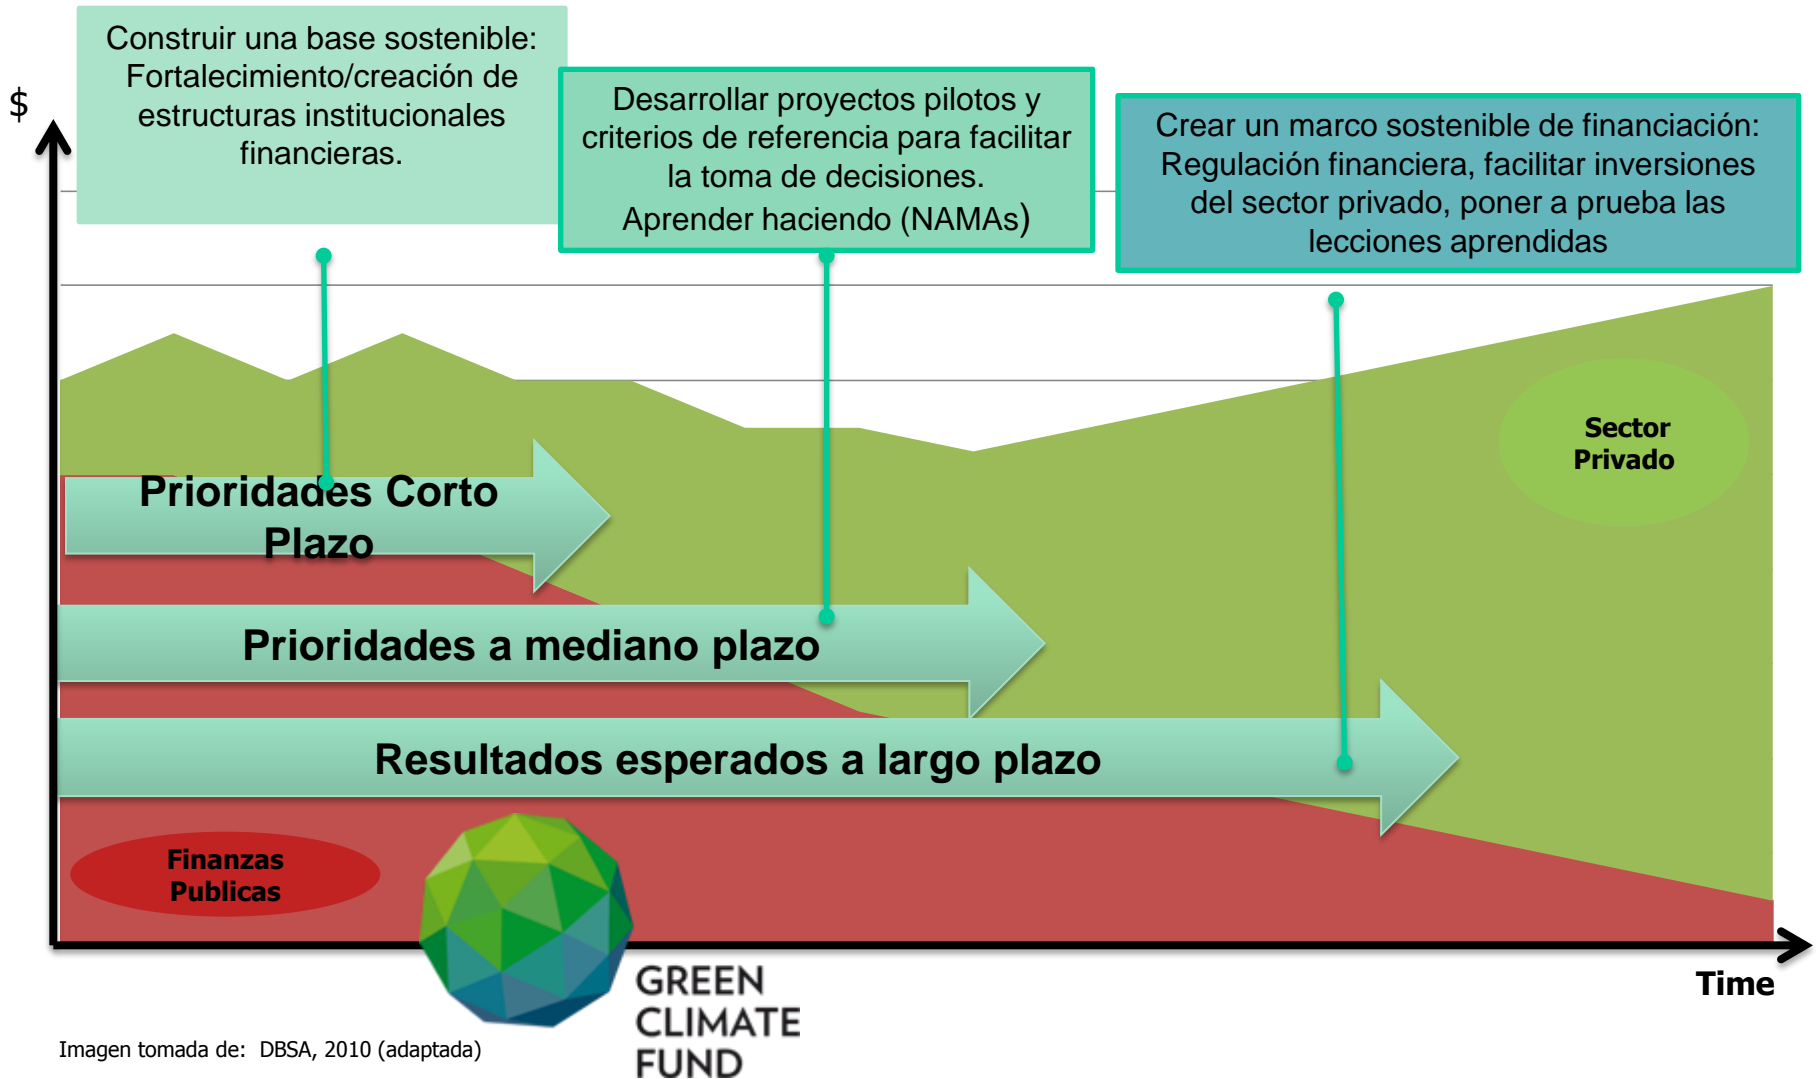 Construir una base sostenible:
Fortalecimiento/creación de
estructuras institucionales
financieras.
Desarrollar proyectos pilotos y
criterios de referencia para facilitar
la toma de decisiones.
Aprender haciendo (NAMAs)
Crear un marco sostenible de financiación:
Regulación financiera, facilitar inversiones
del sector privado, poner a prueba las
lecciones aprendidas
$
Sector
Privado
Prioridades Corto
Plazo
Prioridades a mediano plazo
Resultados esperados a largo plazo
Finanzas
Publicas
Time
GREEN
CLIMATE
FUND
Imagen tomada de: DBSA, 2010 (adaptada)